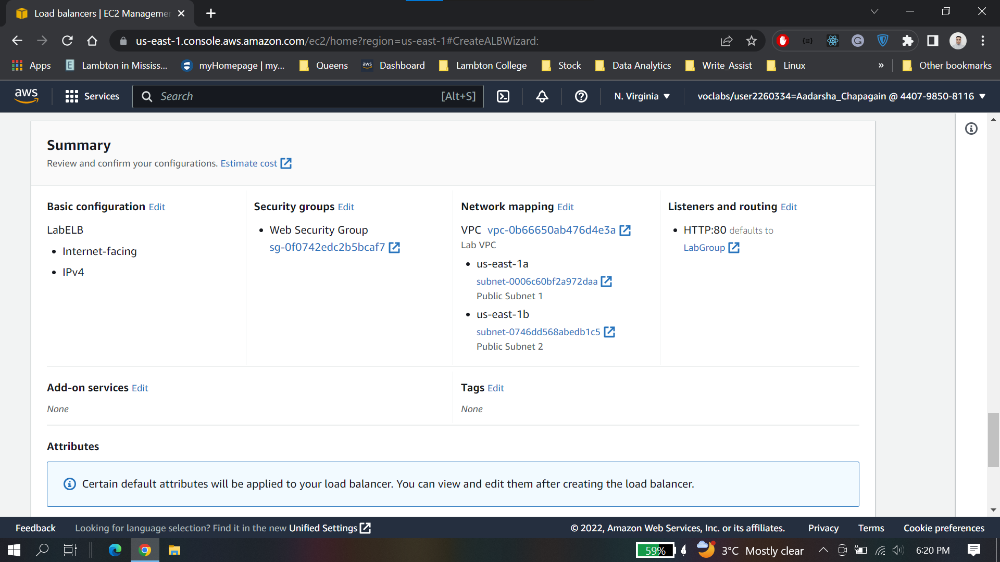 Load balancers | EC2 Manageme
us-east-1.console.aws.amazon.com/ec2/home?region=us-east-1#CreateALBWizard:
Apps
Lambton in Mississ...
myHomepage | my...
Queens
Dashboard
Lambton College
Stock
Data Analytics
Write_Assist
Linux
»
Other bookmarks
aws
Services
Search
[Alt+S]
N. Virginia
voclabs/user2260334=Aadarsha_Chapagain @ 4407-9850-8116
Summary
Review and confirm your configurations. Estimate cost
Basic configuration Edit
LabELB
• Internet-facing
• IPv4
Security groups Edit
• Web Security Group
sg-0f0742edc2b5bcaf7
Network mapping Edit
VPC vpc-0b66650ab476d4e3a
Lab VPC
• us-east-1a
subnet-0006c60bf2a972daa
Public Subnet 1
• us-east-1b
subnet-0746dd568abedb1c5
Public Subnet 2
Listeners and routing Edit
• HTTP:80 defaults to
LabGroup
Add-on services Edit
None
Tags Edit
None
Attributes
Certain default attributes will be applied to your load balancer. You can view and edit them after creating the load balancer.
Feedback
Looking for language selection? Find it in the new Unified Settings
© 2022, Amazon Web Services, Inc. or its affiliates.
Privacy
Terms
Cookie preferences
59%
3°C Mostly clear
6:20 PM